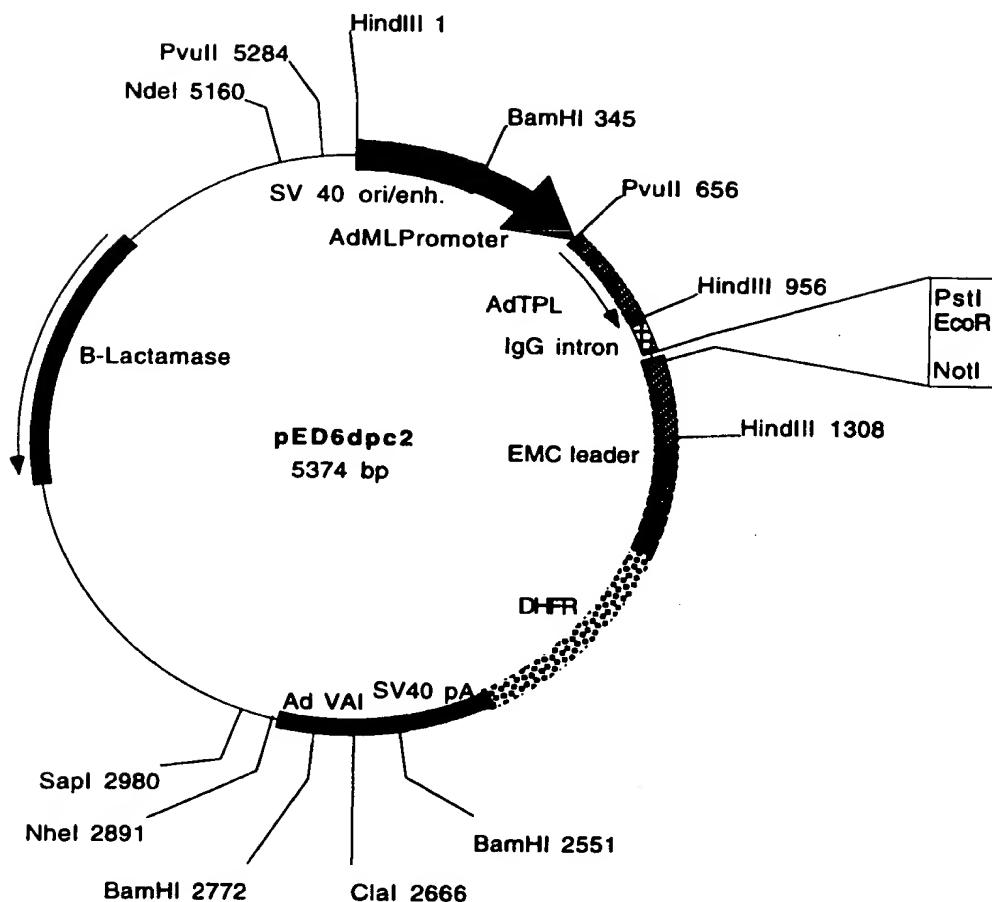 HindIII 1
PvuII 5284
NdeI 5160
BamHI 345
SV 40 ori/enh.
PvuII 656
AdMLPromoter
HindIII 956
AdTPL
PstI
EcoR
IgG intron
NotI
B-Lactamase
pED6dpc2
5374 bp
HindIII 1308
EMC leader
DHFR
SV40 pA
Ad VAI
SapI 2980
NheI 2891
BamHI 2551
BamHI 2772
ClaI 2666